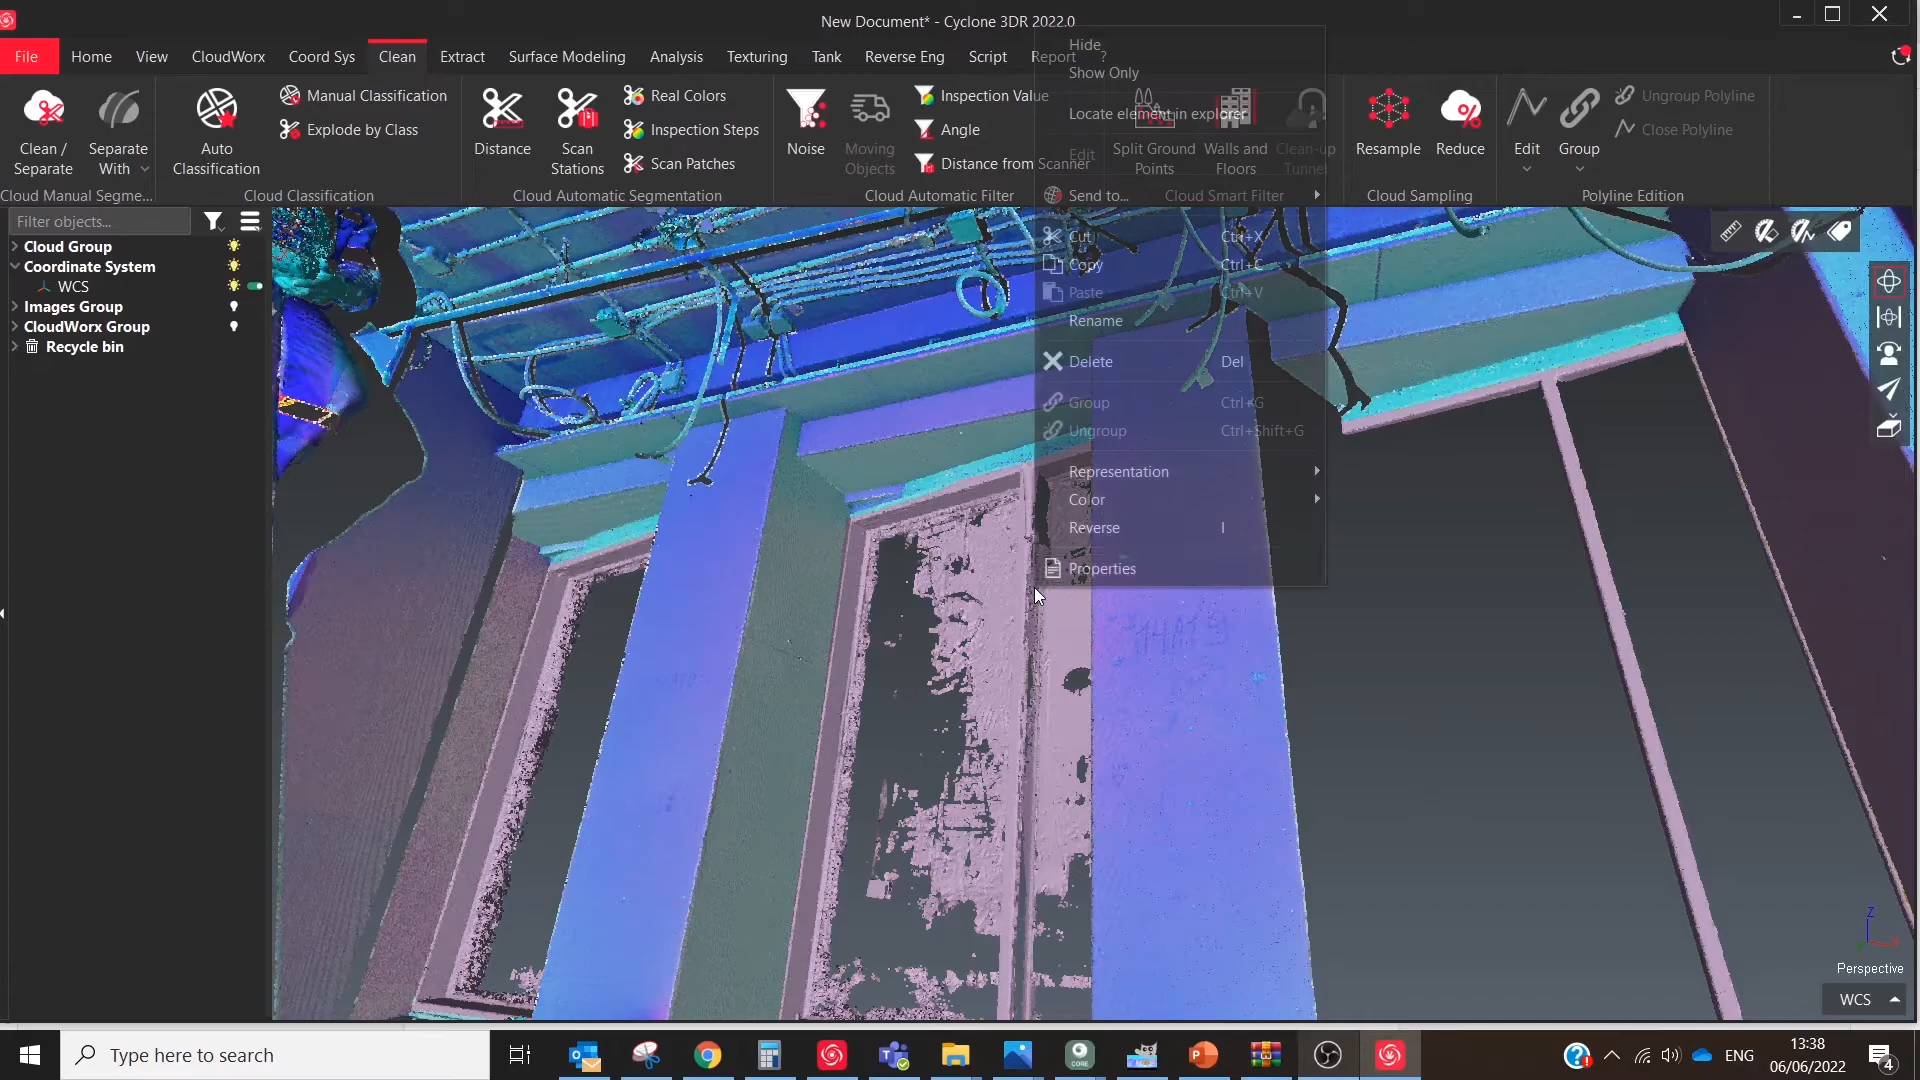 New Document* - Cyclone 3DR 2022.0
File Home View CloudWorx Coord Sys Clean Extract Surface Modeling Analysis Texturing Tank Reverse Eng Script Report ?
Clean / Separate
Separate With
Auto Classification
Manual Classification
Explode by Class
Distance
Scan Stations
Real Colors
Inspection Steps
Scan Patches
Noise
Moving Objects
Inspection Value
Angle
Distance from Scanner
Split Ground Points
Walls and Floors
Clean-up Tunnel
Resample
Reduce
Edit
Group
Ungroup Polyline
Close Polyline
Cloud Manual Segme...
Cloud Classification
Cloud Automatic Segmentation
Cloud Automatic Filter
Cloud Smart Filter
Cloud Sampling
Polyline Edition
Filter objects...
Cloud Group
Coordinate System
WCS
Images Group
CloudWorx Group
Recycle bin
Hide
Show Only
Locate element in explorer
Edit
Send to...
Cut Ctrl+X
Copy Ctrl+C
Paste Ctrl+V
Rename
Delete Del
Group Ctrl+G
Ungroup Ctrl+Shift+G
Representation
Color
Reverse I
Properties
Z
Perspective
WCS
Type here to search
CORE
ENG
13:38
06/06/2022
4